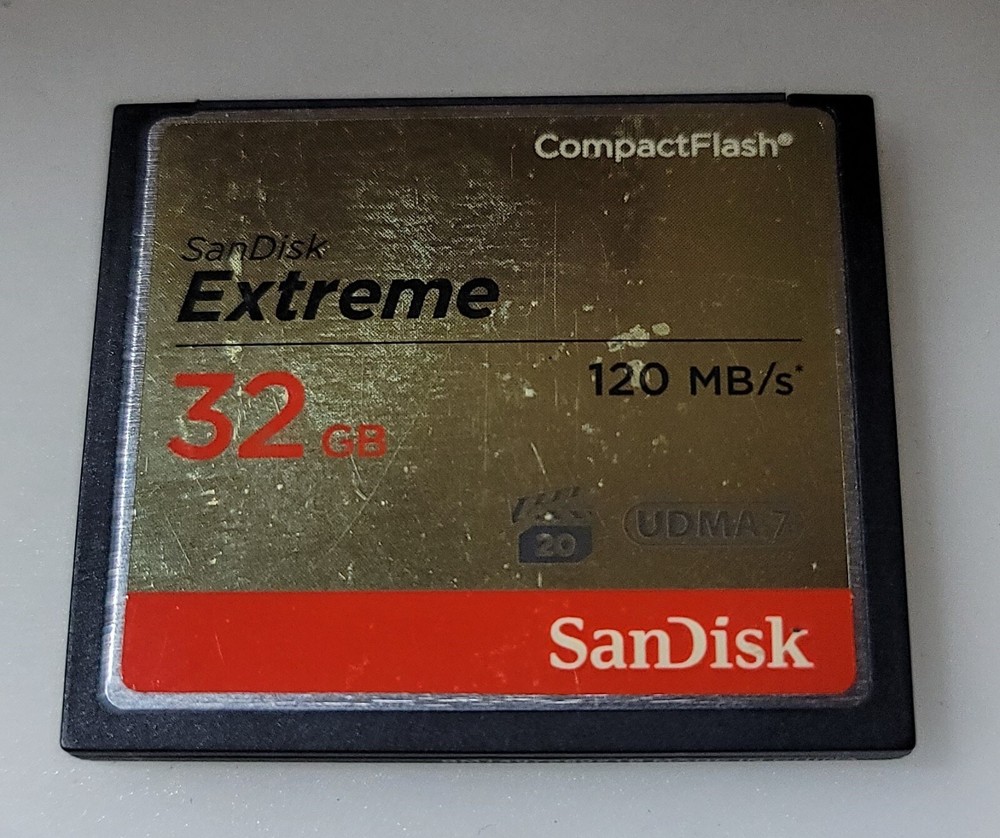 CompactFlash®
SanDisk
Extreme
120 MB/s*
32 GB
20
UDMA 7
SanDisk